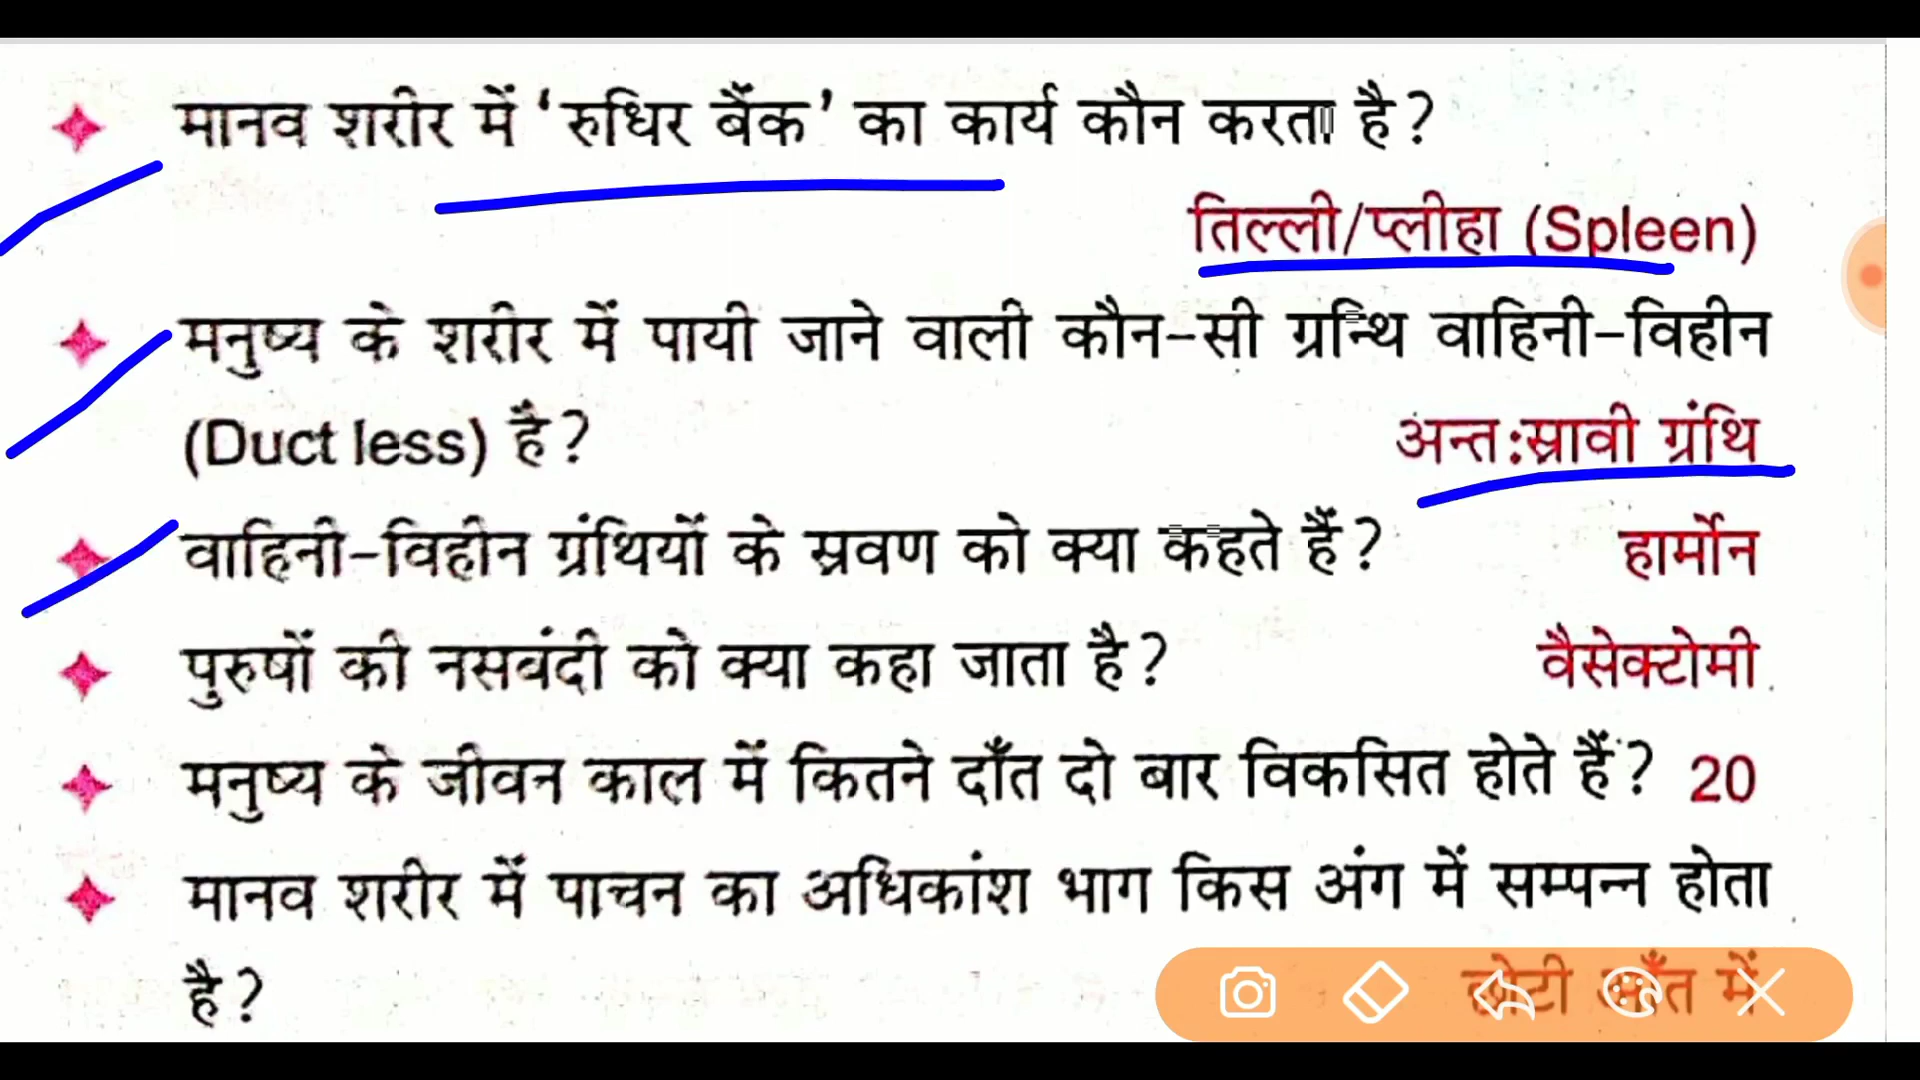 मानव शरीर में ‘रुधिर बैंक’ का कार्य कौन करता है?
तिल्ली/प्लीहा (Spleen)
मनुष्य के शरीर में पायी जाने वाली कौन-सी ग्रन्थि वाहिनी-विहीन
(Duct less) है? अन्त:स्रावी ग्रंथि
वाहिनी-विहीन ग्रंथियों के स्रवण को क्या कहते हैं? हार्मोन
पुरुषों की नसबंदी को क्या कहा जाता है? वैसेक्टोमी
मनुष्य के जीवन काल में कितने दाँत दो बार विकसित होते हैं? 20
मानव शरीर में पाचन का अधिकांश भाग किस अंग में सम्पन्न होता
है? छोटी आँत में